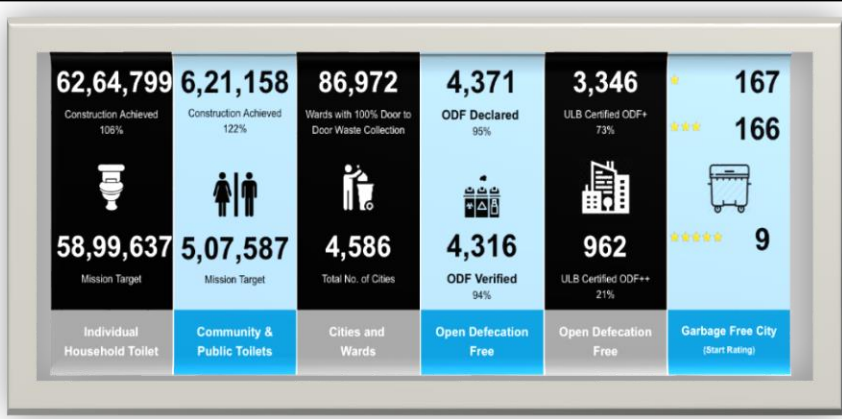 62,64,799
Construction Achieved
106%
58,99,637
Mission Target
Individual
Household Toilet
6,21,158
Construction Achieved
122%
5,07,587
Mission Target
Community &
Public Toilets
86,972
Wards with 100% Door to
Door Waste Collection
4,586
Total No. of Cities
Cities and
Wards
4,371
ODF Declared
95%
4,316
ODF Verified
94%
Open Defecation
Free
3,346
ULB Certified ODF+
73%
962
ULB Certified ODF++
21%
Open Defecation
Free
167
166
9
Garbage Free City
(Start Rating)